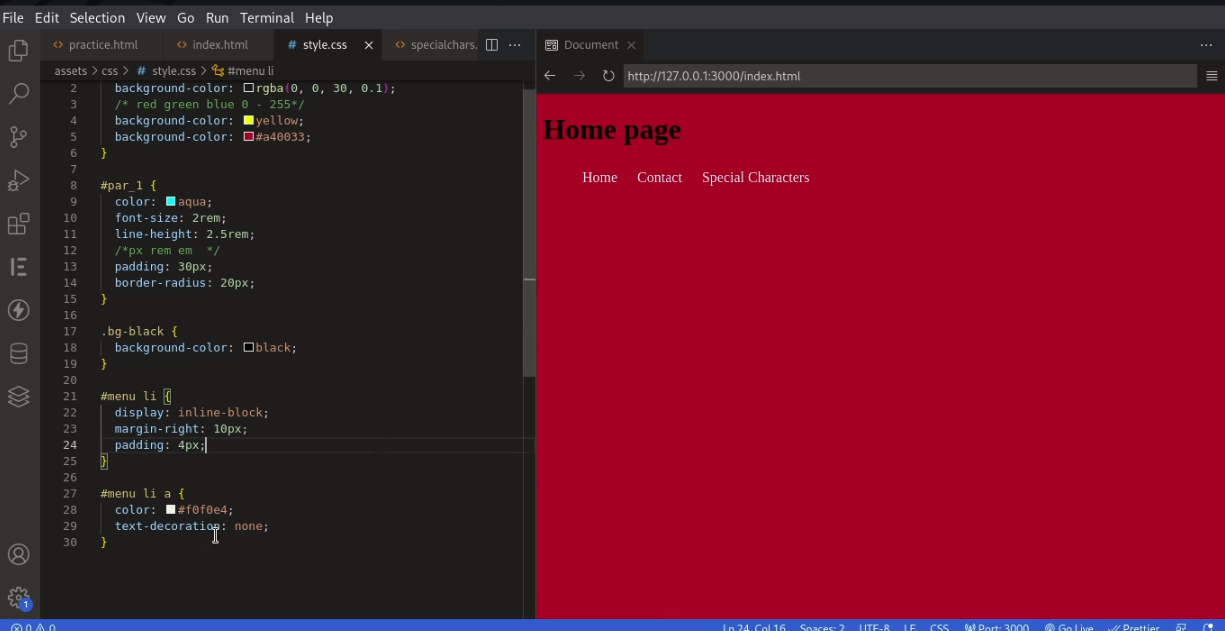 File Edit Selection View Go Run Terminal Help
practice.html index.html # style.css specialchars.
assets > css > # style.css > #menu li
2 background-color: rgba(0, 0, 30, 0.1);
3 /* red green blue 0 - 255*/
4 background-color: yellow;
5 background-color: #a40033;
6 }
7
8 #par_1 {
9 color: aqua;
10 font-size: 2rem;
11 line-height: 2.5rem;
12 /*px rem em  */
13 padding: 30px;
14 border-radius: 20px;
15 }
16
17 .bg-black {
18 background-color: black;
19 }
20
21 #menu li {
22 display: inline-block;
23 margin-right: 10px;
24 padding: 4px;
25 }
26
27 #menu li a {
28 color: #f0f0e4;
29 text-decoration: none;
30 }
1
Document
http://127.0.0.1:3000/index.html
Home page
Home Contact Special Characters
0 0 Ln 24, Col 16 Spaces: 2 UTF-8 LF CSS Port: 3000 Go Live Prettier